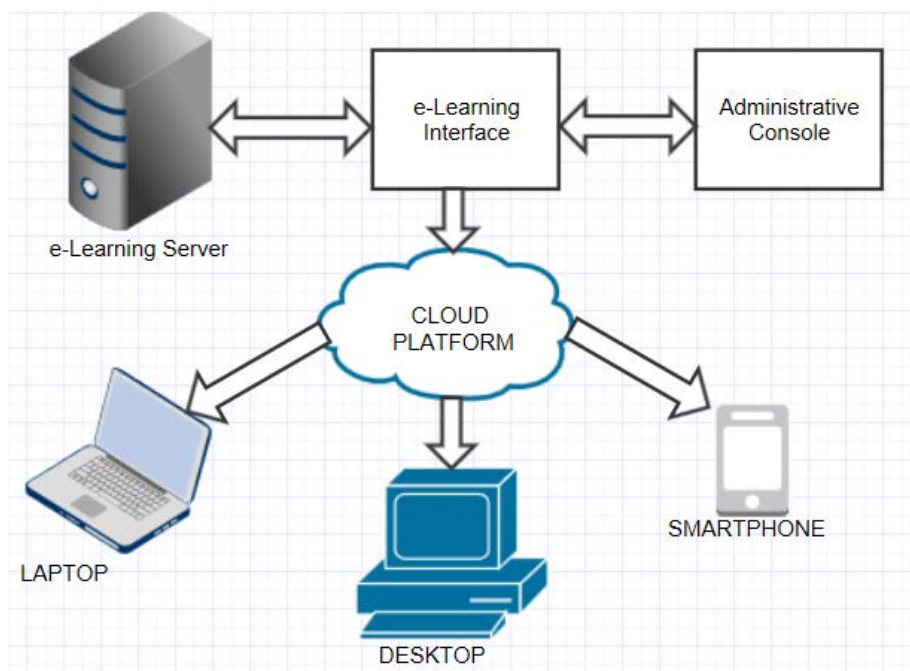 e-Learning
Interface
Administrative
Console
e-Learning Server
CLOUD
PLATFORM
LAPTOP
SMARTPHONE
DESKTOP